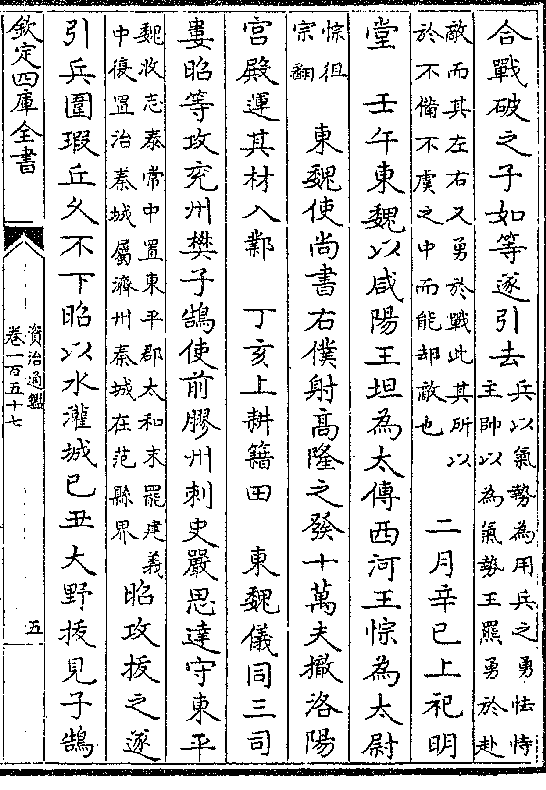 合戰破之子如等遂引去兵以氣勢為用兵之勇怯恃主帥以為氣勢王羆勇於赴
敵而其左右又勇於戰此其所以於不備不虞之中而能却敵也 二月辛巳上祀明
堂 壬午東魏以咸陽王坦為太傅西河王悰為太尉
悰徂宗翻 東魏使尚書右僕射高隆之發十萬夫撤洛陽
宮殿運其材入鄴 丁亥上耕籍田 東魏儀同三司
婁昭等攻兖州樊子鵠使前膠州刺史嚴思達守東平
魏收志泰常中置東平郡太和末罷建義中復置治秦城屬濟州秦城在范縣界 昭攻拔之遂
引兵圍瑕丘乆不下昭以水灌城己丑大野拔見子鵠
欽定四庫全書
資治通鑑
卷一百五十七
五